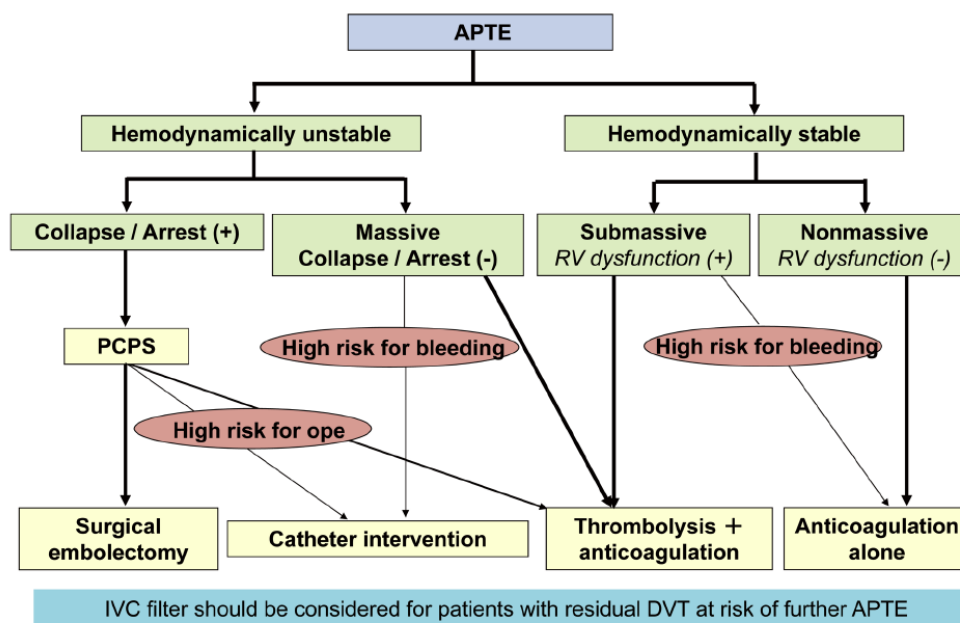 APTE
Hemodynamically unstable
Hemodynamically stable
Collapse / Arrest (+)
Massive
Collapse / Arrest (-)
Submassive
RV dysfunction (+)
Nonmassive
RV dysfunction (-)
PCPS
High risk for bleeding
High risk for bleeding
High risk for ope
Surgical
embolectomy
Catheter intervention
Thrombolysis +
anticoagulation
Anticoagulation
alone
IVC filter should be considered for patients with residual DVT at risk of further APTE